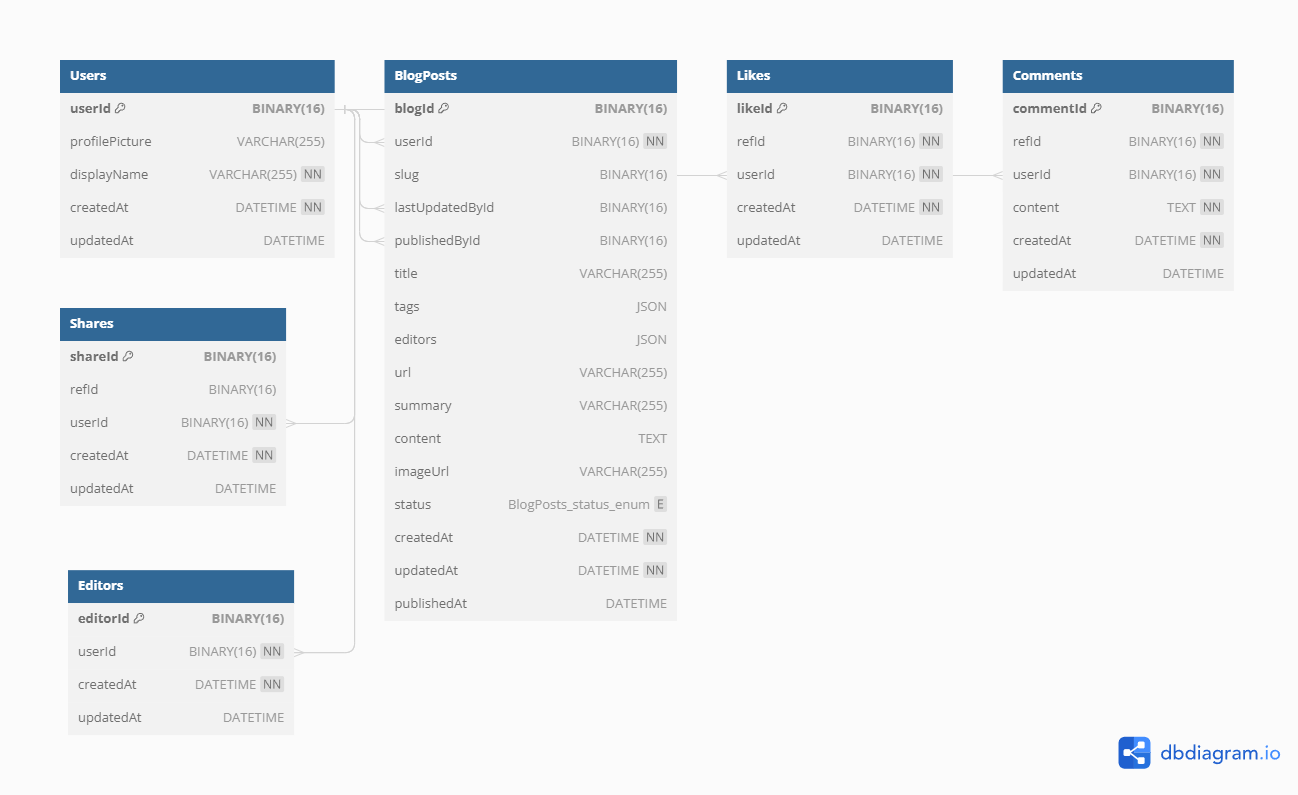 Users
userId BINARY(16)
profilePicture VARCHAR(255)
displayName VARCHAR(255) NN
createdAt DATETIME NN
updatedAt DATETIME
BlogPosts
blogId BINARY(16)
userId BINARY(16) NN
slug BINARY(16)
lastUpdatedById BINARY(16)
publishedById BINARY(16)
title VARCHAR(255)
tags JSON
editors JSON
url VARCHAR(255)
summary VARCHAR(255)
content TEXT
imageUrl VARCHAR(255)
status BlogPosts_status_enum E
createdAt DATETIME NN
updatedAt DATETIME NN
publishedAt DATETIME
Likes
likeId BINARY(16)
refId BINARY(16) NN
userId BINARY(16) NN
createdAt DATETIME NN
updatedAt DATETIME
Comments
commentId BINARY(16)
refId BINARY(16) NN
userId BINARY(16) NN
content TEXT NN
createdAt DATETIME NN
updatedAt DATETIME
Shares
shareId BINARY(16)
refId BINARY(16)
userId BINARY(16) NN
createdAt DATETIME NN
updatedAt DATETIME
Editors
editorId BINARY(16)
userId BINARY(16) NN
createdAt DATETIME NN
updatedAt DATETIME
dbdiagram.io